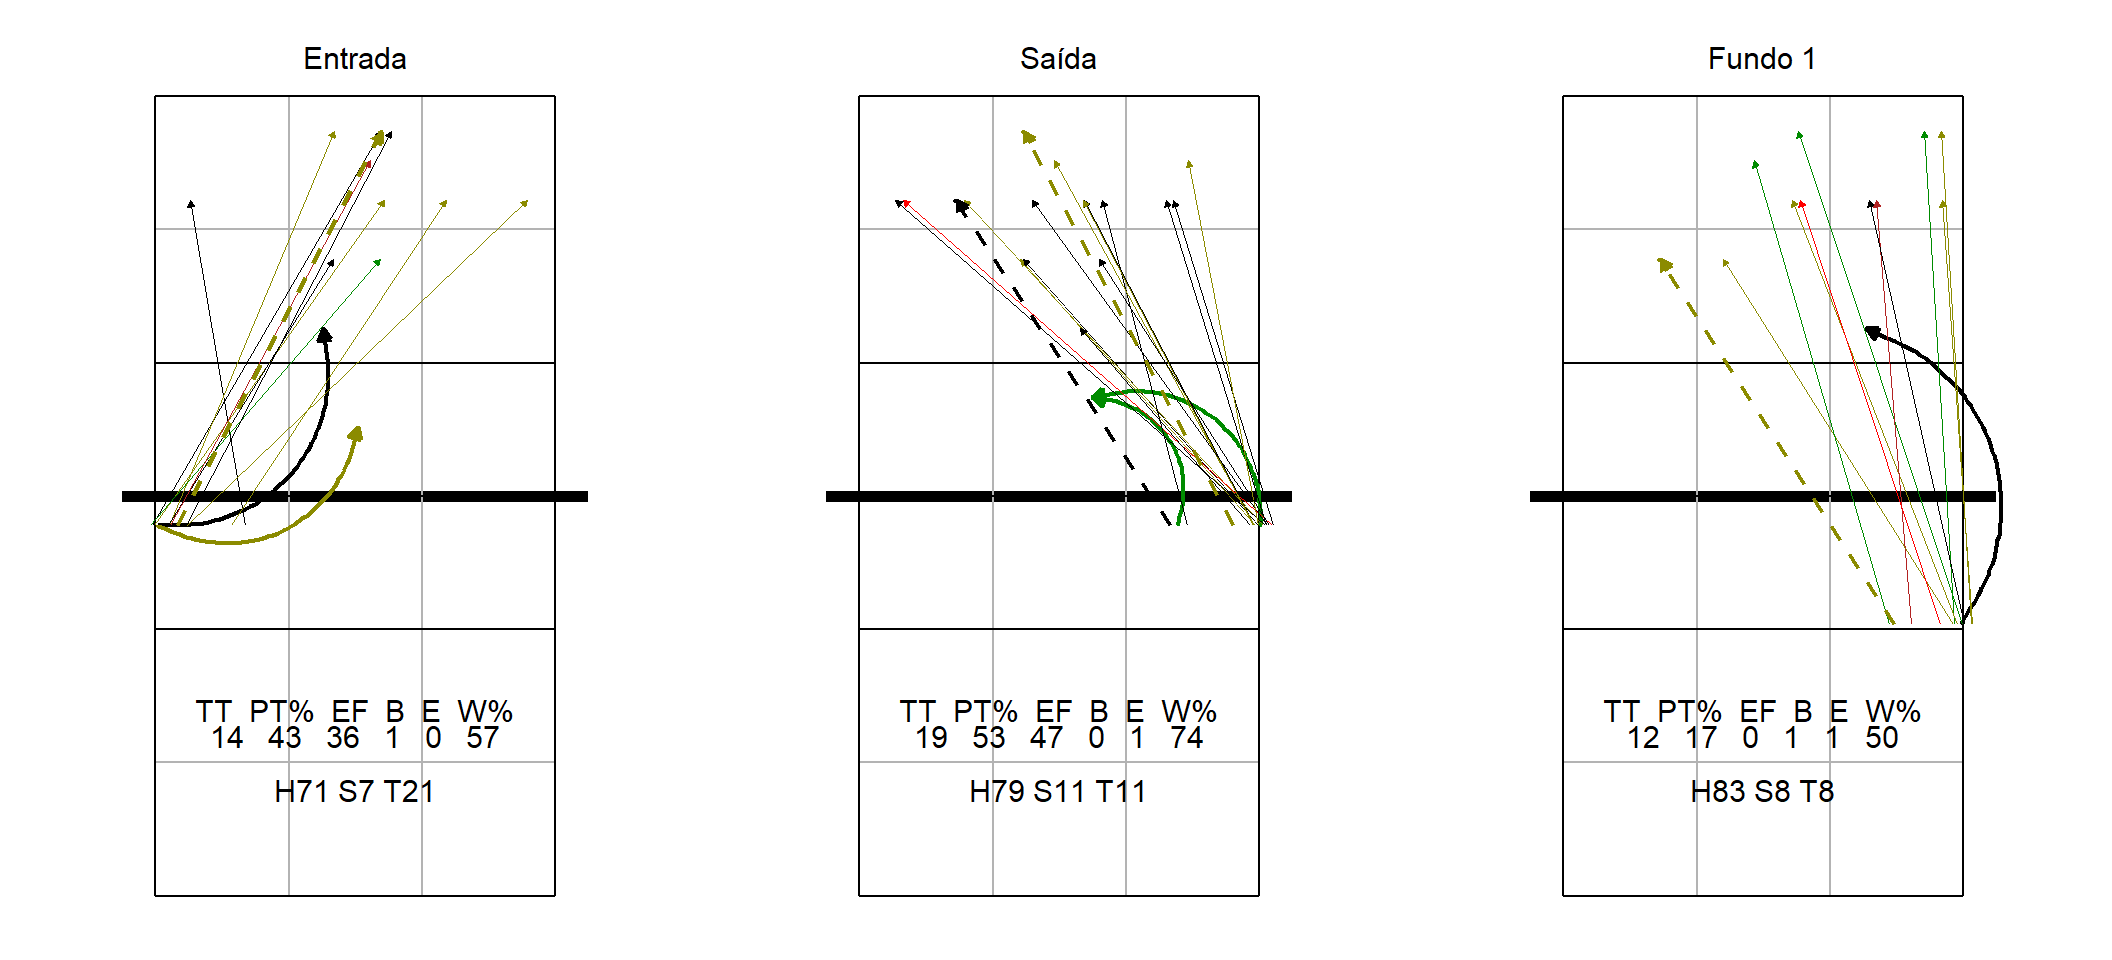 Entrada
TT PT% EF B E W%
14 43 36 1 0 57
H71 S7 T21
Saída
TT PT% EF B E W%
19 53 47 0 1 74
H79 S11 T11
Fundo 1
TT PT% EF B E W%
12 17 0 1 1 50
H83 S8 T8